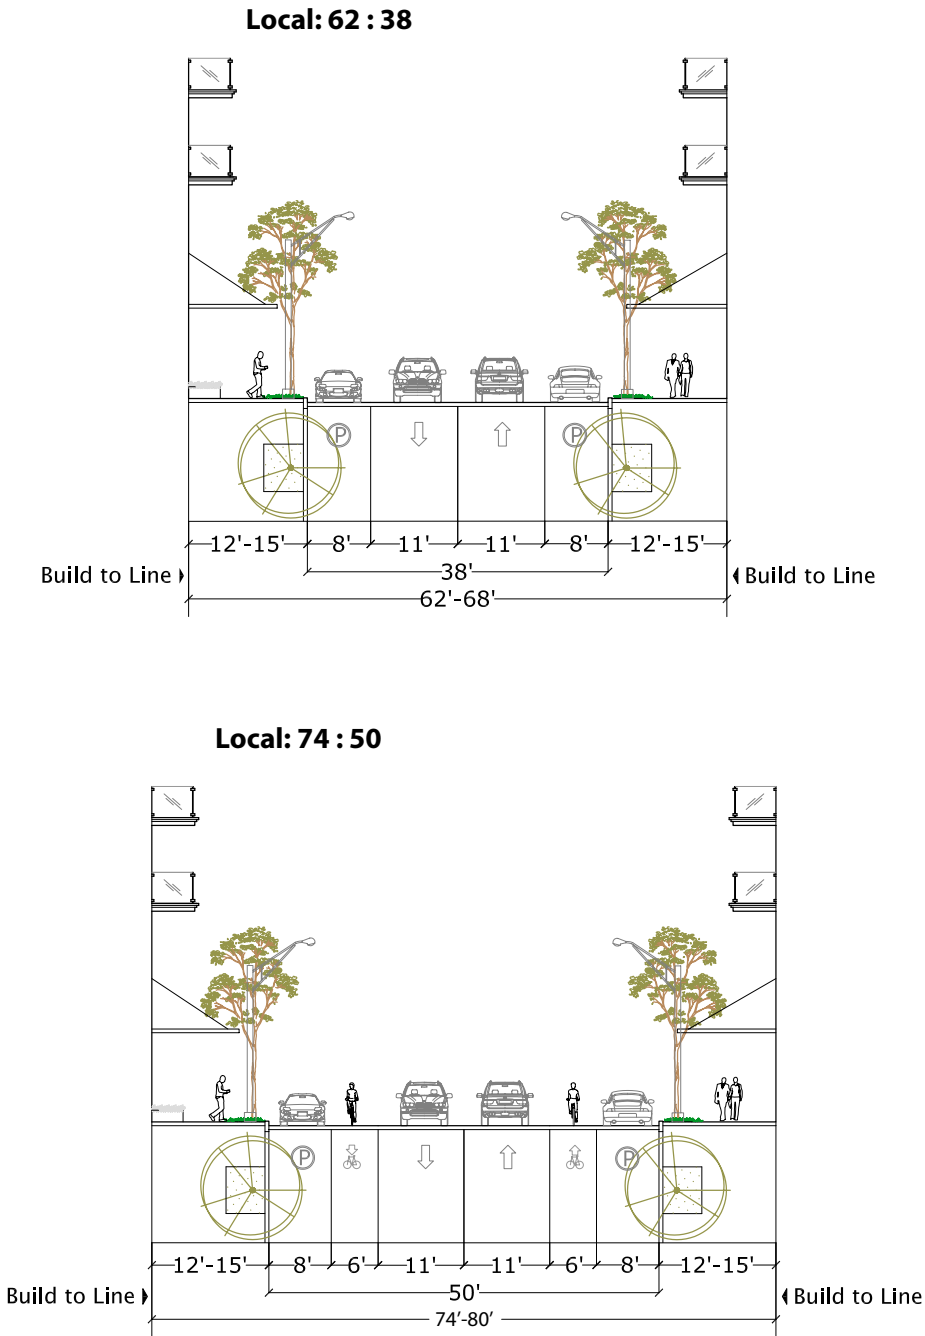 Local: 62 : 38
P P
12'-15' 8' 11' 11' 8' 12'-15'
Build to Line 38' Build to Line
62'-68'
Local: 74 : 50
P P
12'-15' 8' 6' 11' 11' 6' 8' 12'-15'
Build to Line 50' Build to Line
74'-80'